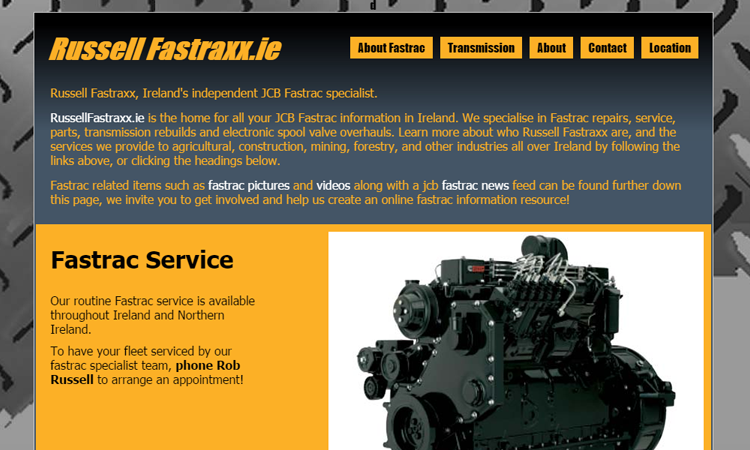 Russell Fastraxx.ie
About Fastrac
Transmission
About
Contact
Location
Russell Fastraxx, Ireland's independent JCB Fastrac specialist.
RussellFastraxx.ie is the home for all your JCB Fastrac information in Ireland. We specialise in Fastrac repairs, service,
parts, transmission rebuilds and electronic spool valve overhauls. Learn more about who Russell Fastraxx are, and the
services we provide to agricultural, construction, mining, forestry, and other industries all over Ireland by following the
links above, or clicking the headings below.
Fastrac related items such as fastrac pictures and videos along with a jcb fastrac news feed can be found further down
this page, we invite you to get involved and help us create an online fastrac information resource!
Fastrac Service
Our routine Fastrac service is available
throughout Ireland and Northern
Ireland.
To have your fleet serviced by our
fastrac specialist team, phone Rob
Russell to arrange an appointment!